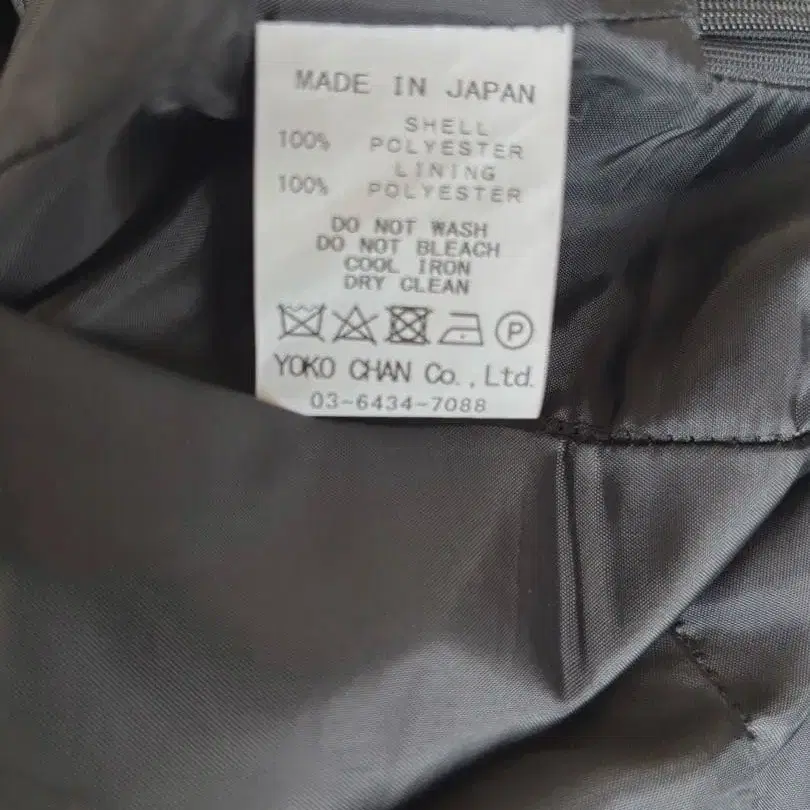 MADE IN JAPAN
SHELL
100% POLYESTER
LINING
100% POLYESTER
DO NOT WASH
DO NOT BLEACH
COOL IRON
DRY CLEAN
P
YOKO CHAN Co., Ltd.
03-6434-7088